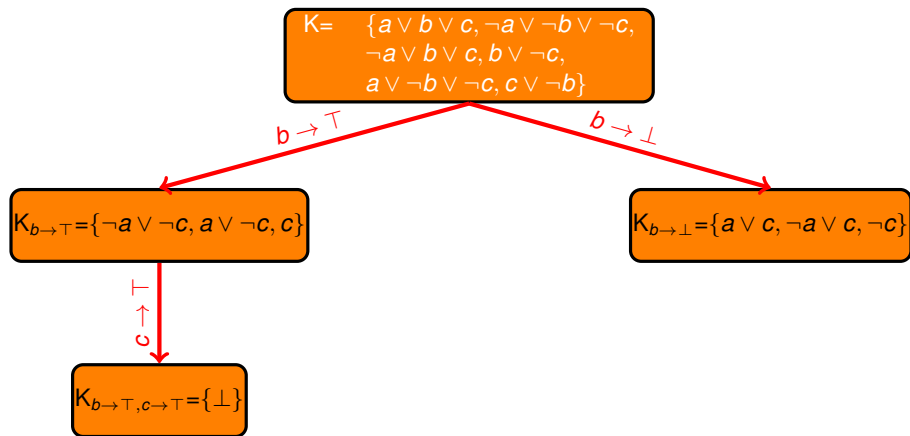 K= {a ∨ b ∨ c, ¬a ∨ ¬b ∨ ¬c,
¬a ∨ b ∨ c, b ∨ ¬c,
a ∨ ¬b ∨ ¬c, c ∨ ¬b}
b → ⊤
b → ⊥
K_{b→⊤}={¬a ∨ ¬c, a ∨ ¬c, c}
K_{b→⊥}={a ∨ c, ¬a ∨ c, ¬c}
c → ⊤
K_{b→⊤,c→⊤}={⊥}